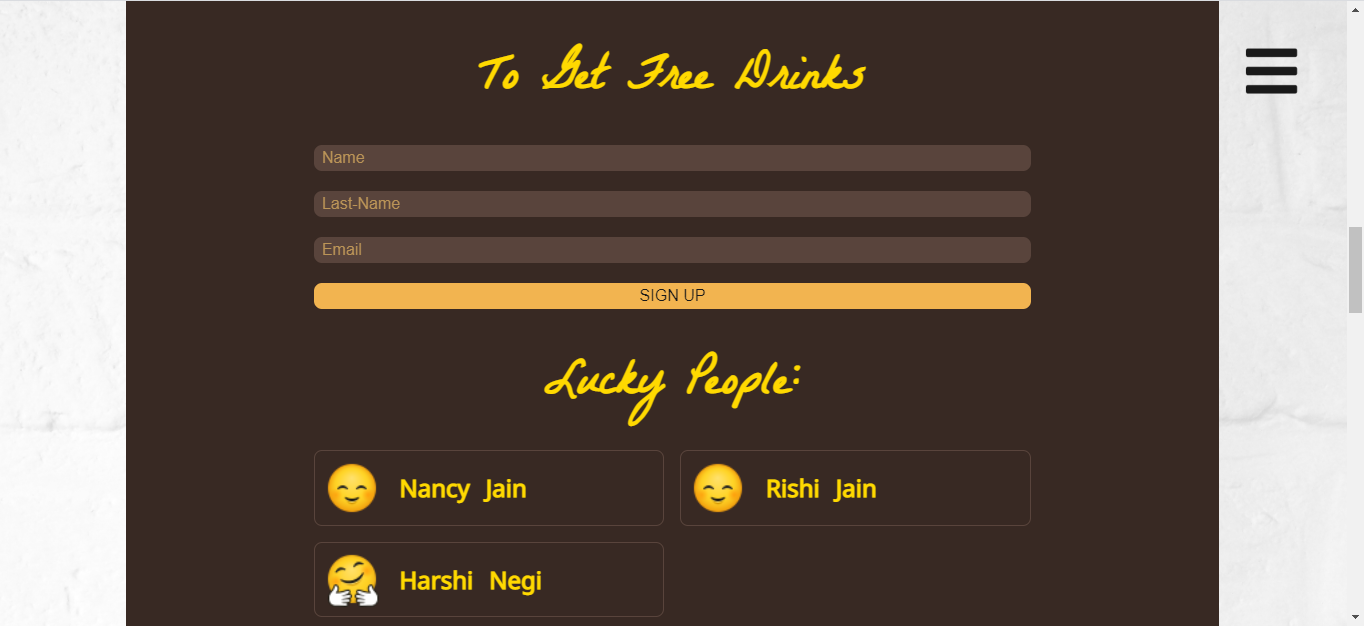 To Get Free Drinks
Name
Last-Name
Email
SIGN UP
Lucky People:
Nancy Jain
Rishi Jain
Harshi Negi